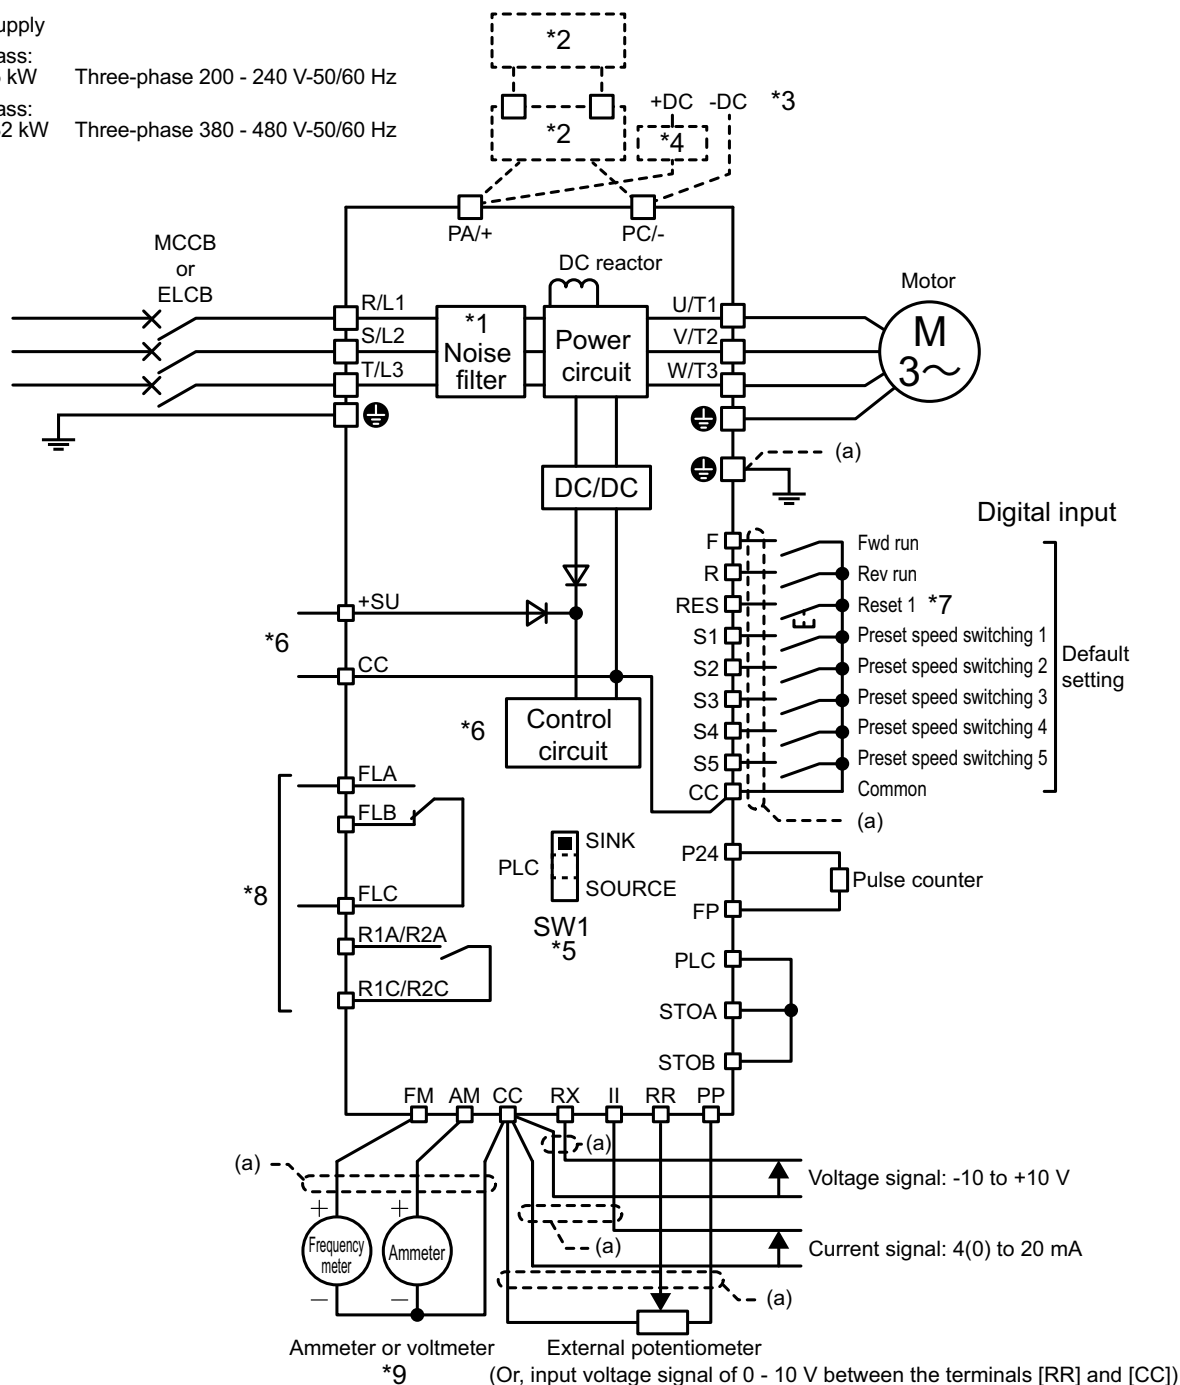 upply
ass:
kW Three-phase 200 - 240 V-50/60 Hz
ass:
2 kW Three-phase 380 - 480 V-50/60 Hz
*2
*2
+DC -DC *3
*4
PA/+ PC/-
MCCB
or
ELCB
DC reactor
Motor
R/L1
S/L2
T/L3
*1
Noise
filter
Power
circuit
U/T1
V/T2
W/T3
M
3～
(a)
DC/DC
Digital input
F Fwd run
R Rev run
RES Reset 1 *7
S1 Preset speed switching 1
S2 Preset speed switching 2
S3 Preset speed switching 3
S4 Preset speed switching 4
S5 Preset speed switching 5
CC Common
Default
setting
(a)
+SU
*6
CC
*6
Control
circuit
FLA
FLB
*8
FLC
R1A/R2A
R1C/R2C
SINK
PLC
SOURCE
SW1
*5
P24
Pulse counter
FP
PLC
STOA
STOB
FM AM CC RX II RR PP
(a)
(a)
Voltage signal: -10 to +10 V
+ +
Frequency
meter
Ammeter
(a)
Current signal: 4(0) to 20 mA
— —
(a)
Ammeter or voltmeter
*9
External potentiometer
(Or, input voltage signal of 0 - 10 V between the terminals [RR] and [CC])